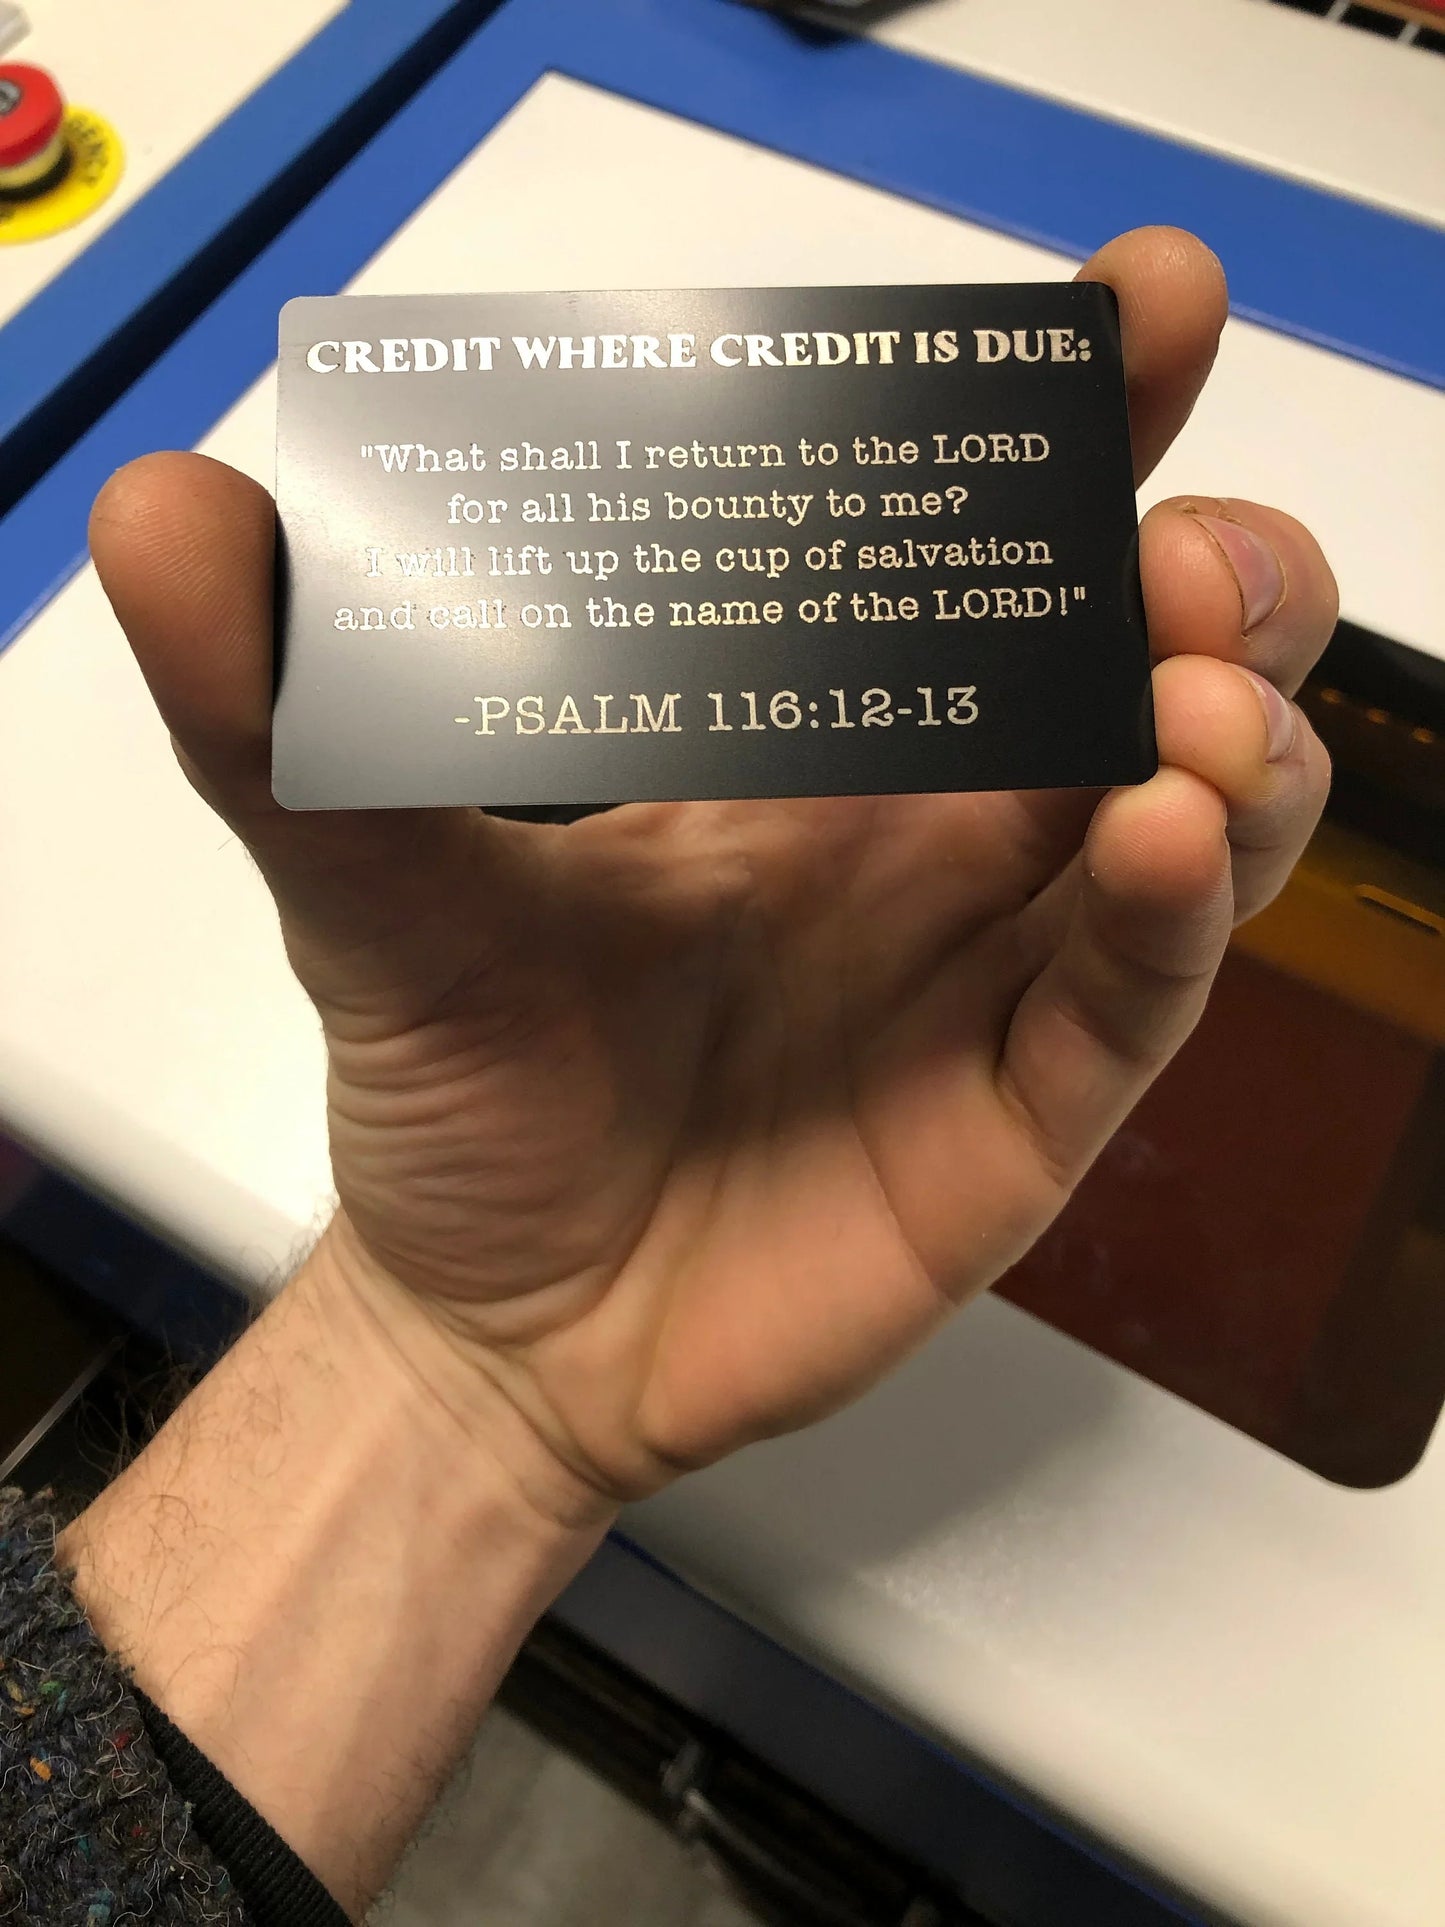 CREDIT WHERE CREDIT IS DUE:
"What shall I return to the LORD
for all his bounty to me?
I will lift up the cup of salvation
and call on the name of the LORD!"
-PSALM 116:12-13